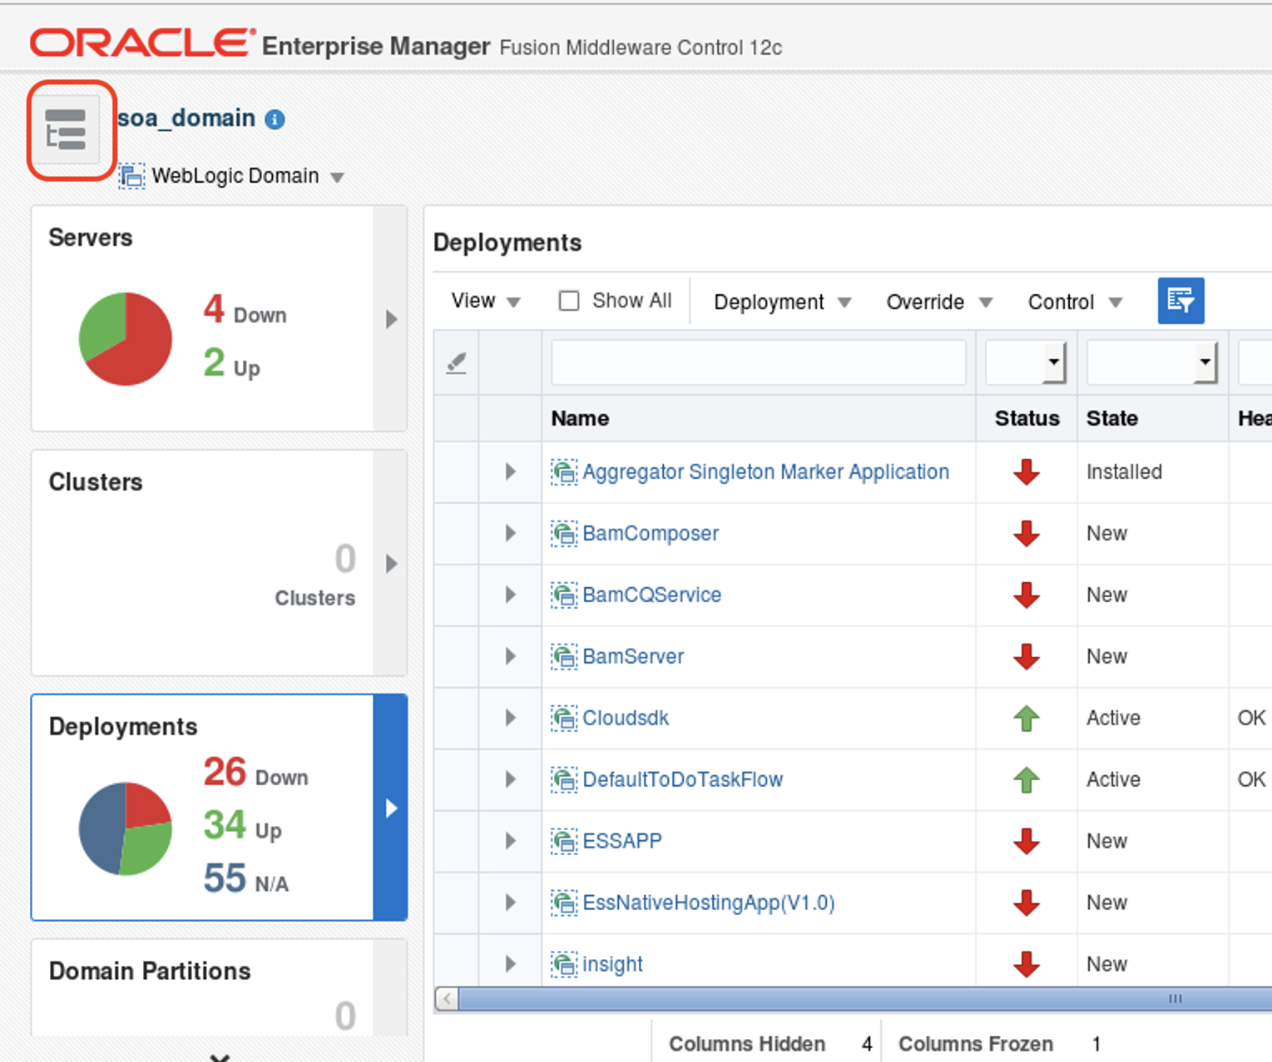 ORACLE® Enterprise Manager Fusion Middleware Control 12c
soa_domain
WebLogic Domain
Servers
4 Down
2 Up
Clusters
0
Clusters
Deployments
26 Down
34 Up
55 N/A
Domain Partitions
0
Deployments
View Show All Deployment Override Control
Name Status State Hea
Aggregator Singleton Marker Application Installed
BamComposer New
BamCQService New
BamServer New
Cloudsdk Active OK
DefaultToDoTaskFlow Active OK
ESSAPP New
EssNativeHostingApp(V1.0) New
insight New
Columns Hidden 4 Columns Frozen 1